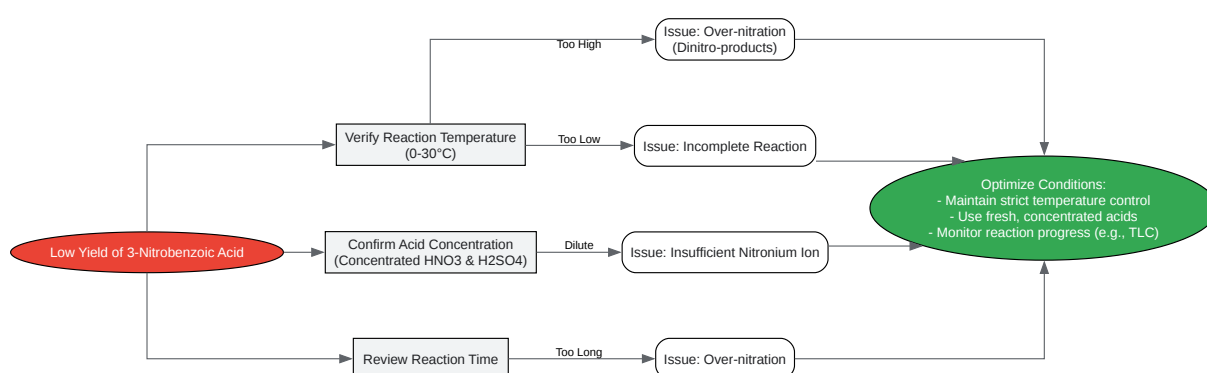 Issue: Over-nitration
(Dinitro-products)
Too High
Verify Reaction Temperature
(0-30°C)
Too Low
Issue: Incomplete Reaction
Optimize Conditions:
- Maintain strict temperature control
- Use fresh, concentrated acids
- Monitor reaction progress (e.g., TLC)
Low Yield of 3-Nitrobenzoic Acid
Confirm Acid Concentration
(Concentrated HNO3 & H2SO4)
Dilute
Issue: Insufficient Nitronium Ion
Review Reaction Time
Too Long
Issue: Over-nitration